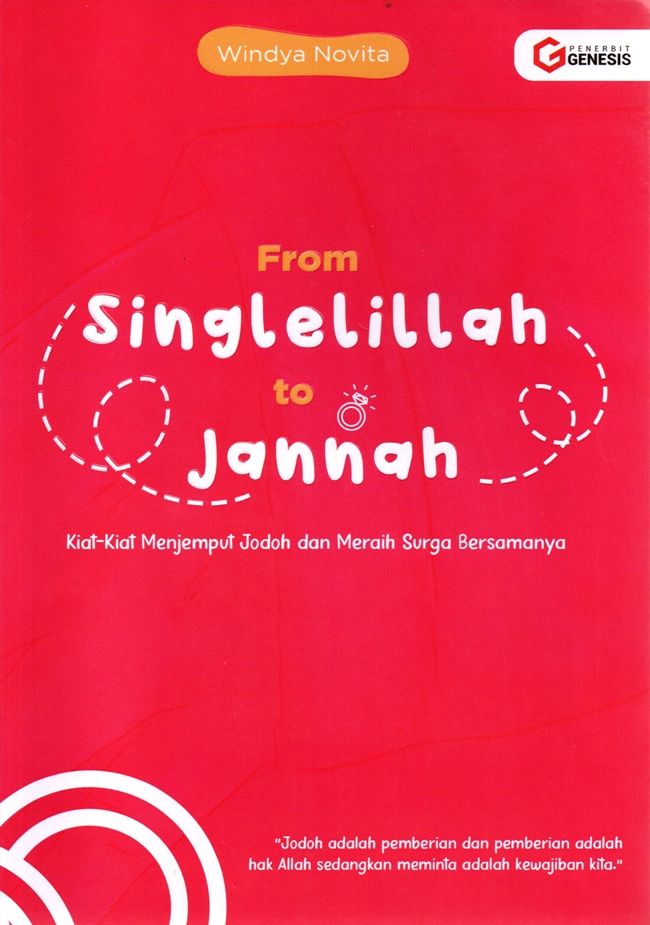 Windya Novita
PENERBIT
GENESIS
From
Singlelillah
to
Jannah
Kiat-Kiat Menjemput Jodoh dan Meraih Surga Bersamanya
"Jodoh adalah pemberian dan pemberian adalah
hak Allah sedangkan meminta adalah kewajiban kita."